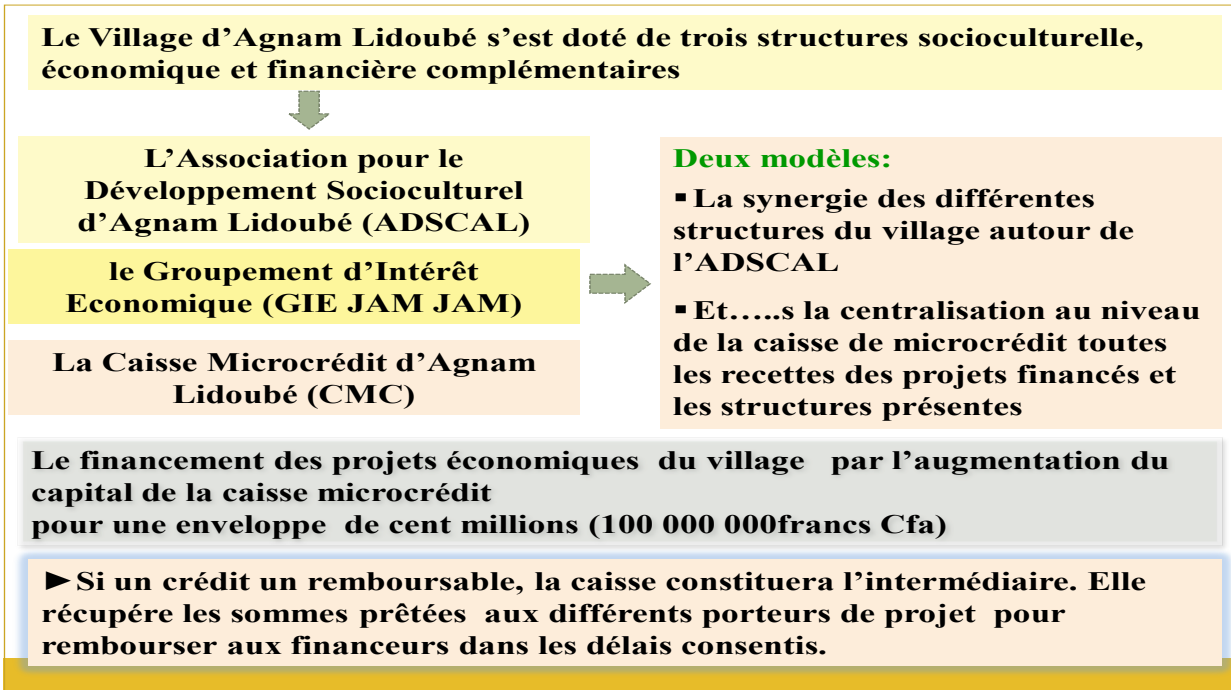 Le Village d’Agnam Lidoubé s’est doté de trois structures socioculturelle,
économique et financière complémentaires
L’Association pour le
Développement Socioculturel
d’Agnam Lidoubé (ADSCAL)
le Groupement d’Intérêt
Economique (GIE JAM JAM)
La Caisse Microcrédit d’Agnam
Lidoubé (CMC)
Deux modèles:
▪ La synergie des différentes
structures du village autour de
l’ADSCAL
▪ Et…..s la centralisation au niveau
de la caisse de microcrédit toutes
les recettes des projets financés et
les structures présentes
Le financement des projets économiques du village par l’augmentation du
capital de la caisse microcrédit
pour une enveloppe de cent millions (100 000 000francs Cfa)
►Si un crédit un remboursable, la caisse constituera l’intermédiaire. Elle
récupére les sommes prêtées aux différents porteurs de projet pour
rembourser aux financeurs dans les délais consentis.